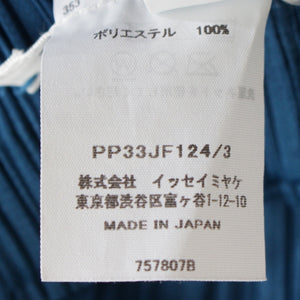 353
ポリエステル 100%
PP33JF124/3
株式会社 イッセイミヤケ
東京都渋谷区富ヶ谷1-12-10
MADE IN JAPAN
757807B